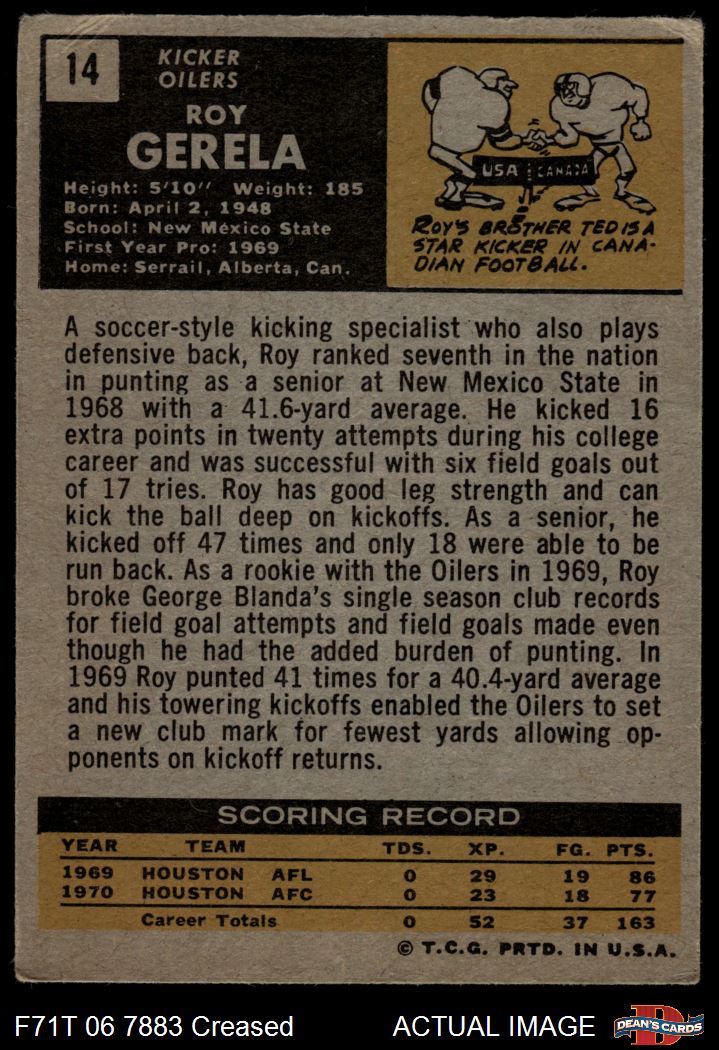 14
KICKER
OILERS
ROY
GERELA
Height: 5'10'' Weight: 185
Born: April 2, 1948
School: New Mexico State
First Year Pro: 1969
Home: Serrail, Alberta, Can.
USA CANADA
ROY'S BROTHER TED IS A
STAR KICKER IN CANA-
DIAN FOOTBALL.
A soccer-style kicking specialist who also plays
defensive back, Roy ranked seventh in the nation
in punting as a senior at New Mexico State in
1968 with a 41.6-yard average. He kicked 16
extra points in twenty attempts during his college
career and was successful with six field goals out
of 17 tries. Roy has good leg strength and can
kick the ball deep on kickoffs. As a senior, he
kicked off 47 times and only 18 were able to be
run back. As a rookie with the Oilers in 1969, Roy
broke George Blanda's single season club records
for field goal attempts and field goals made even
though he had the added burden of punting. In
1969 Roy punted 41 times for a 40.4-yard average
and his towering kickoffs enabled the Oilers to set
a new club mark for fewest yards allowing op-
ponents on kickoff returns.
SCORING RECORD
YEAR TEAM TDS. XP. FG. PTS.
1969 HOUSTON AFL 0 29 19 86
1970 HOUSTON AFC 0 23 18 77
Career Totals 0 52 37 163
© T.C.G. PRTD. IN U.S.A.
F71T 06 7883 Creased ACTUAL IMAGE DEAN'S CARDS